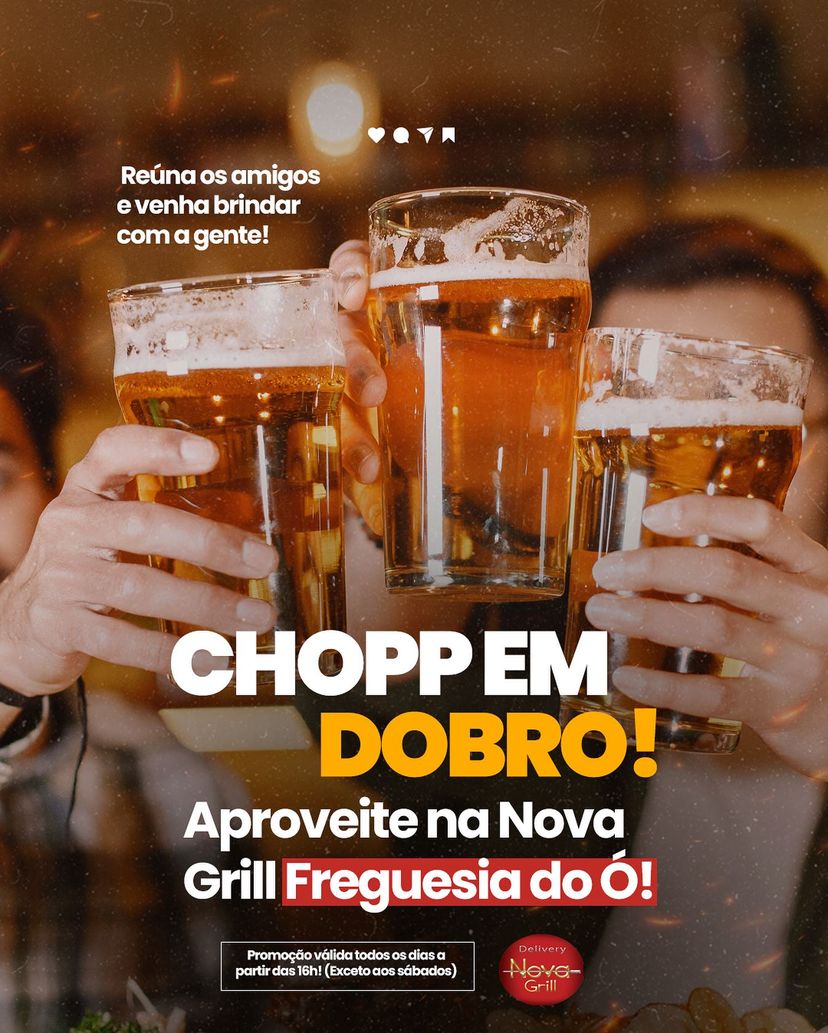 Reúna os amigos
e venha brindar
com a gente!
CHOPP EM
DOBRO!
Aproveite na Nova
Grill Freguesia do Ó!
Promoção válida todos os dias a
partir das 16h! (Exceto aos sábados)
Delivery
Nova
Grill